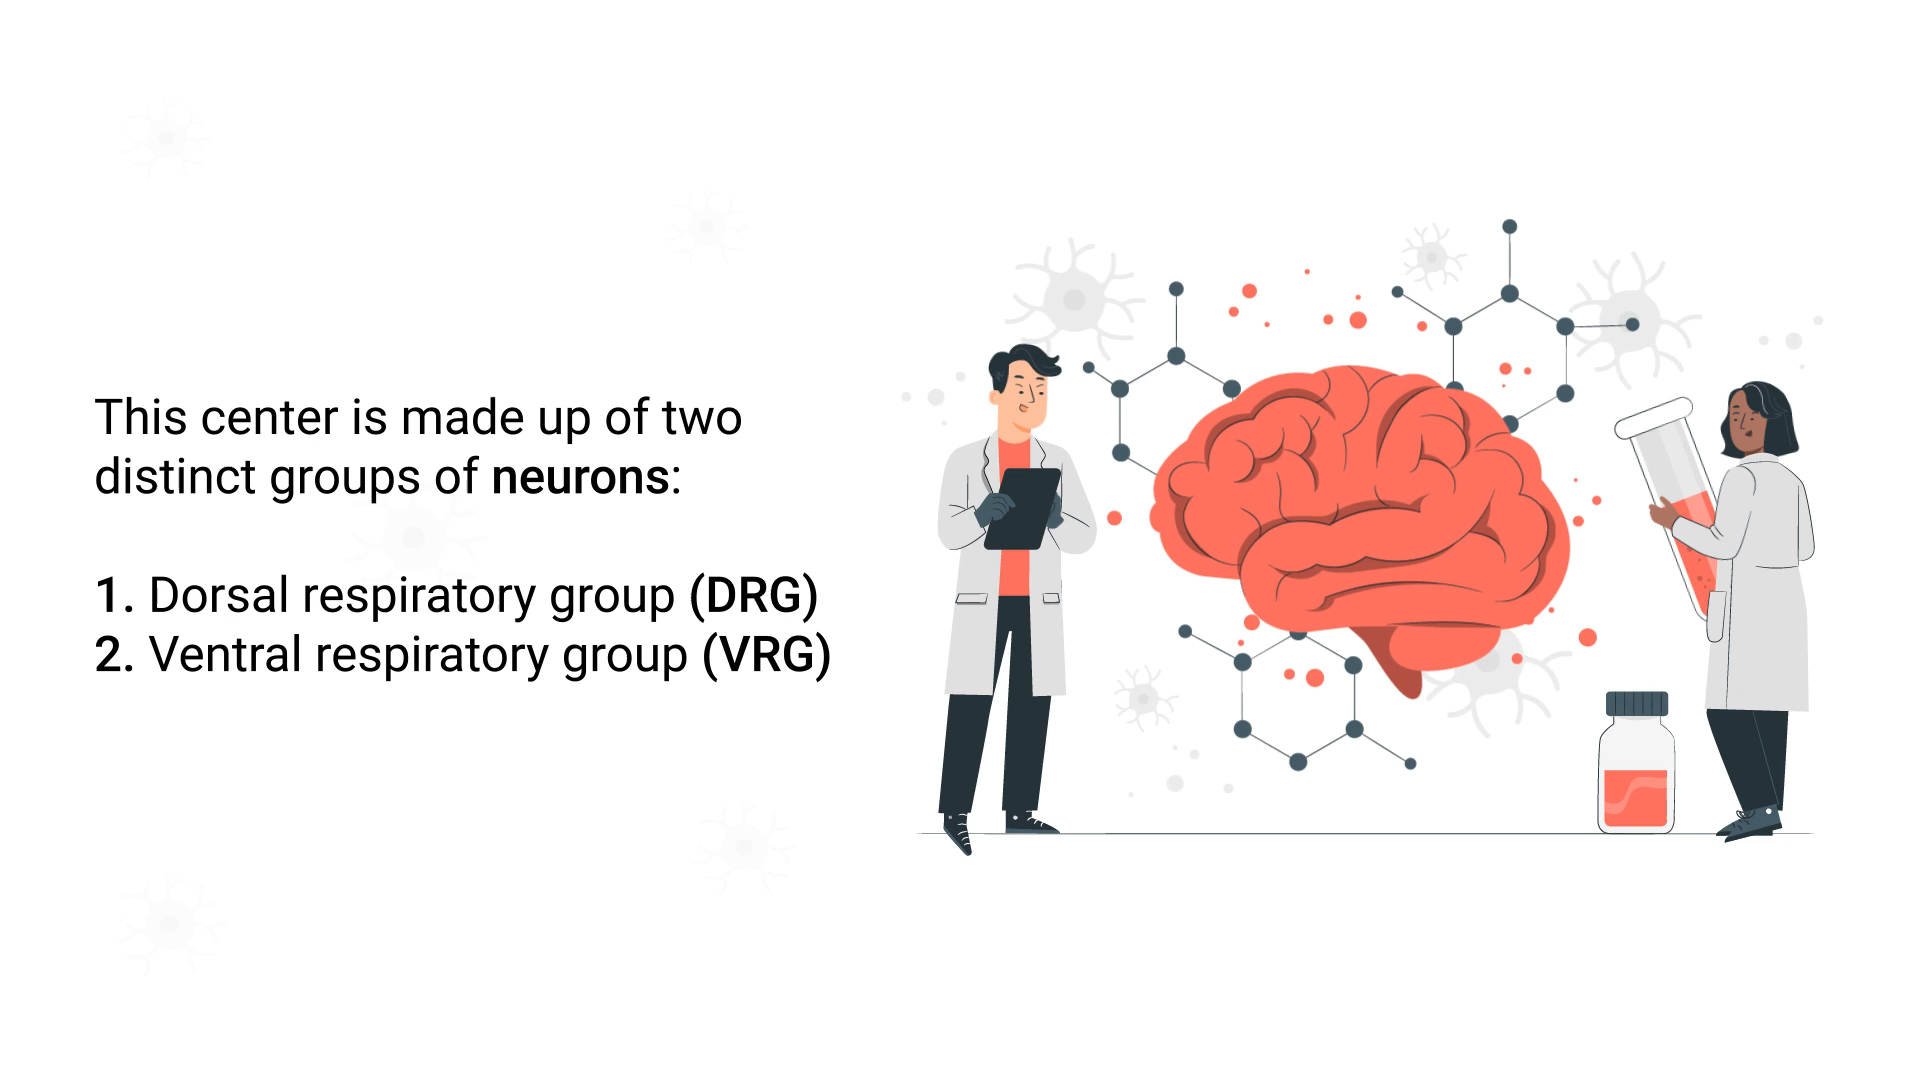 This center is made up of two
distinct groups of neurons:
1. Dorsal respiratory group (DRG)
2. Ventral respiratory group (VRG)